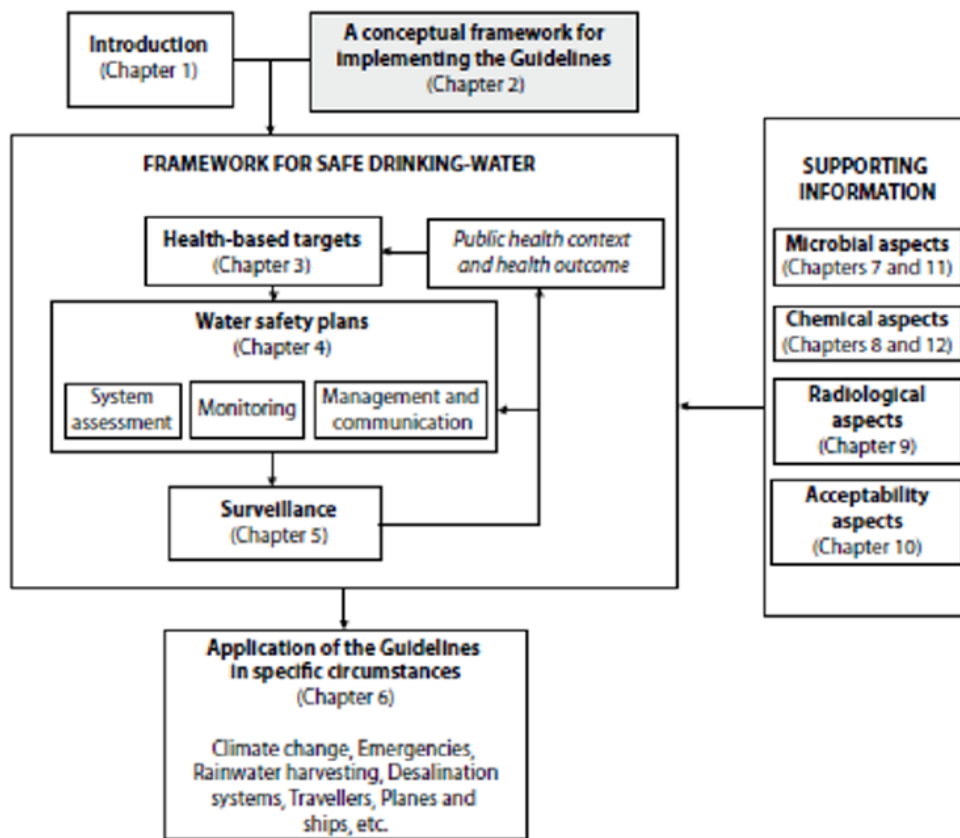 Introduction
(Chapter 1)
A conceptual framework for
implementing the Guidelines
(Chapter 2)
FRAMEWORK FOR SAFE DRINKING-WATER
Health-based targets
(Chapter 3)
Public health context
and health outcome
Water safety plans
(Chapter 4)
System
assessment
Monitoring
Management and
communication
Surveillance
(Chapter 5)
SUPPORTING
INFORMATION
Microbial aspects
(Chapters 7 and 11)
Chemical aspects
(Chapters 8 and 12)
Radiological
aspects
(Chapter 9)
Acceptability
aspects
(Chapter 10)
Application of the Guidelines
in specific circumstances
(Chapter 6)
Climate change, Emergencies,
Rainwater harvesting, Desalination
systems, Travellers, Planes and
ships, etc.